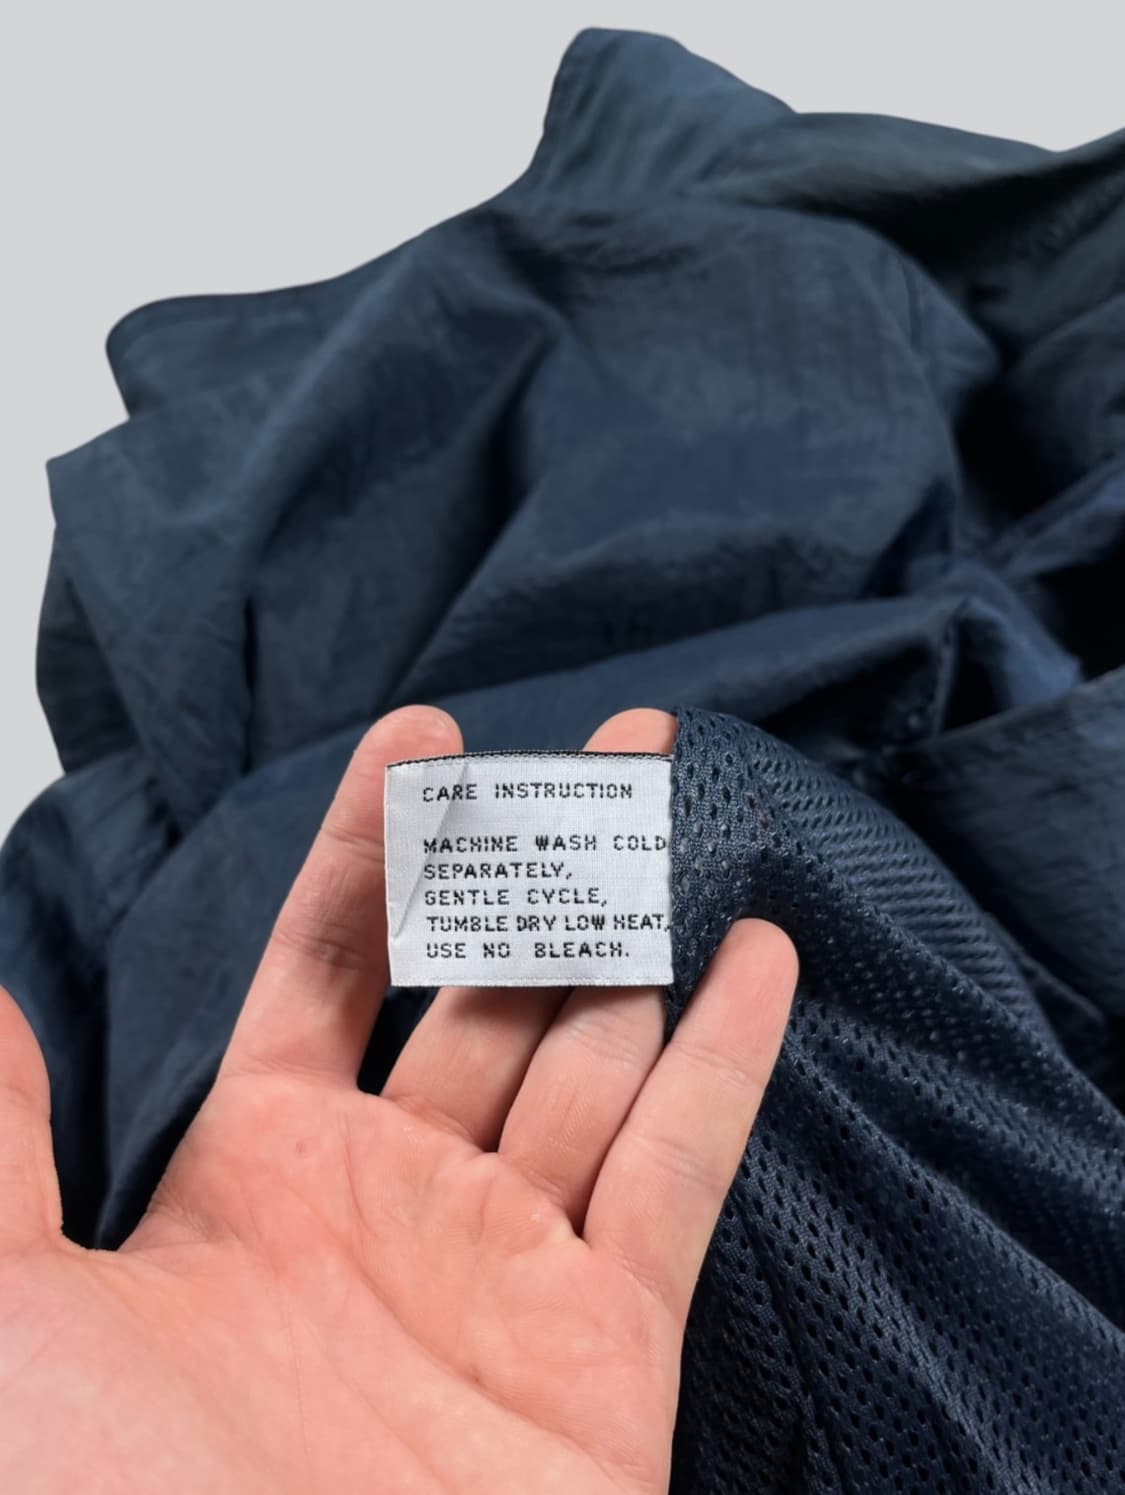 CARE INSTRUCTION
MACHINE WASH COLD
SEPARATELY,
GENTLE CYCLE,
TUMBLE DRY LOW HEAT,
USE NO BLEACH.